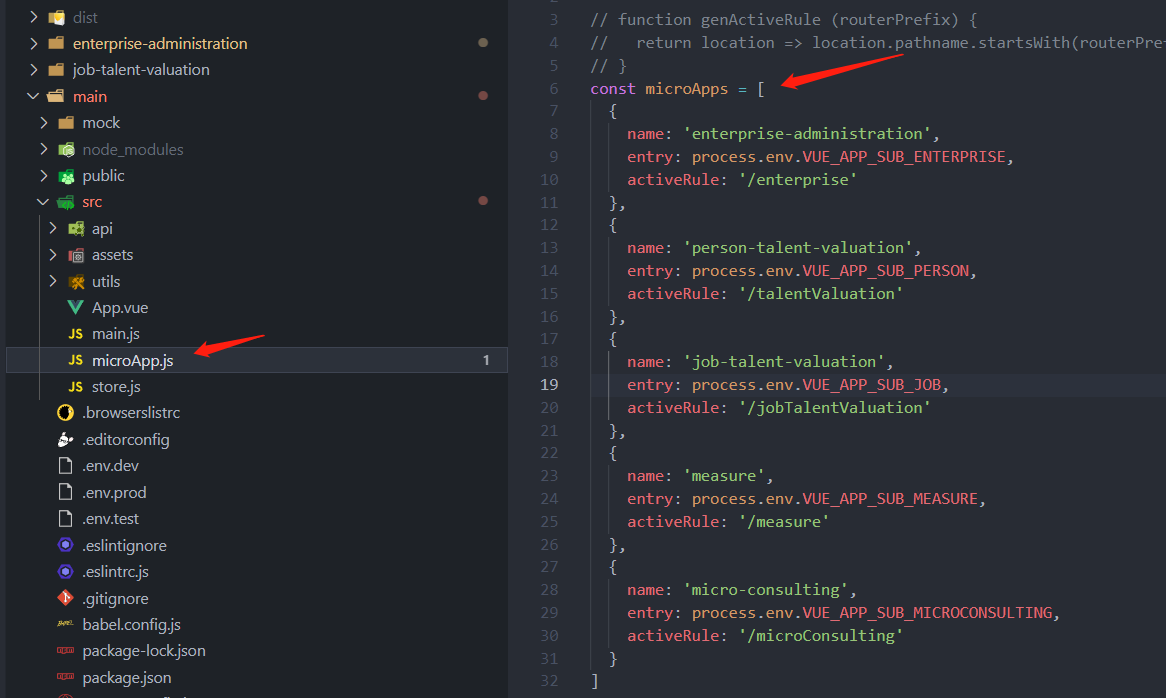 dist
enterprise-administration
job-talent-valuation
main
mock
node_modules
public
src
api
assets
utils
App.vue
JS main.js
JS microApp.js 1
JS store.js
.browserslistrc
.editorconfig
.env.dev
.env.prod
.env.test
.eslintignore
.eslintrc.js
.gitignore
babel.config.js
package-lock.json
package.json
3 // function genActiveRule (routerPrefix) {
4 //   return location => location.pathname.startsWith(routerPre
5 // }
6 const microApps = [
7   {
8     name: 'enterprise-administration',
9     entry: process.env.VUE_APP_SUB_ENTERPRISE,
10     activeRule: '/enterprise'
11   },
12   {
13     name: 'person-talent-valuation',
14     entry: process.env.VUE_APP_SUB_PERSON,
15     activeRule: '/talentValuation'
16   },
17   {
18     name: 'job-talent-valuation',
19     entry: process.env.VUE_APP_SUB_JOB,
20     activeRule: '/jobTalentValuation'
21   },
22   {
23     name: 'measure',
24     entry: process.env.VUE_APP_SUB_MEASURE,
25     activeRule: '/measure'
26   },
27   {
28     name: 'micro-consulting',
29     entry: process.env.VUE_APP_SUB_MICROCONSULTING,
30     activeRule: '/microConsulting'
31   }
32 ]